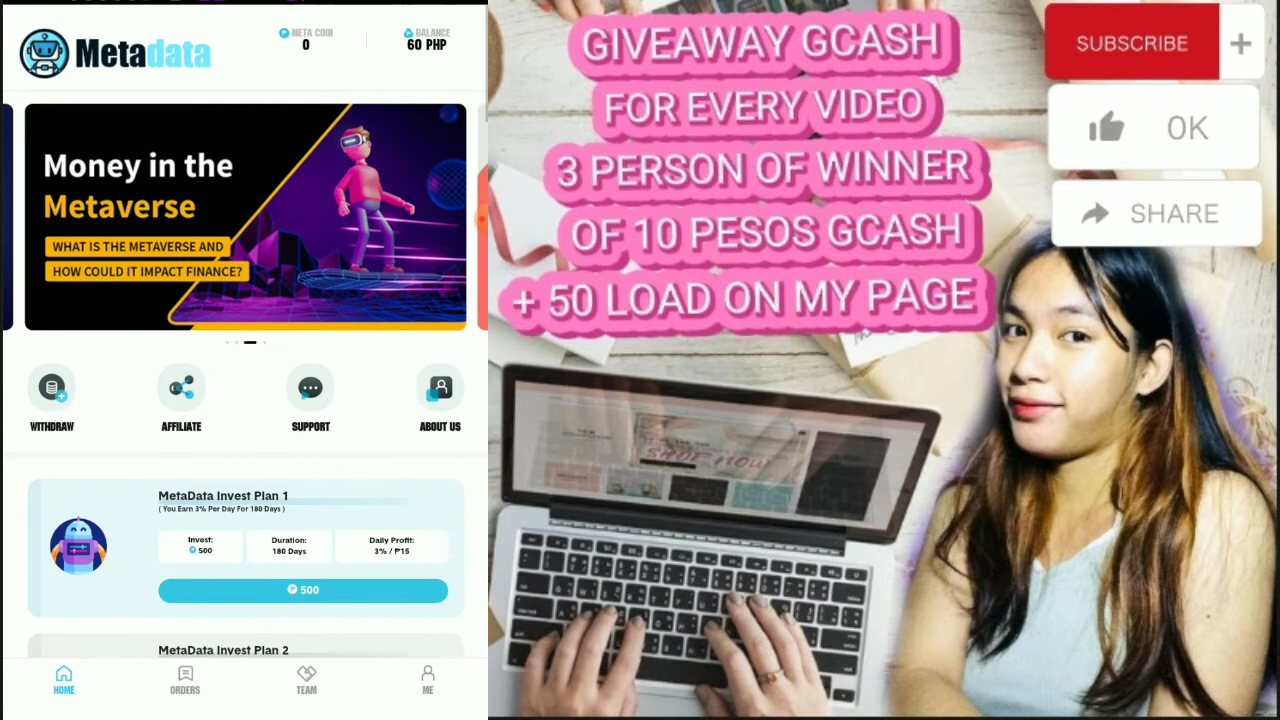 Metadata
META COIN
0
BALANCE
60 PHP
Money in the
Metaverse
WHAT IS THE METAVERSE AND
HOW COULD IT IMPACT FINANCE?
WITHDRAW
AFFILIATE
SUPPORT
ABOUT US
MetaData Invest Plan 1
( You Earn 3% Per Day For 180 Days )
Invest:
500
Duration:
180 Days
Daily Profit:
3% / ₱15
500
MetaData Invest Plan 2
HOME
ORDERS
TEAM
ME
GIVEAWAY GCASH
FOR EVERY VIDEO
3 PERSON OF WINNER
OF 10 PESOS GCASH
+ 50 LOAD ON MY PAGE
SUBSCRIBE
OK
SHARE
SHOP NOW